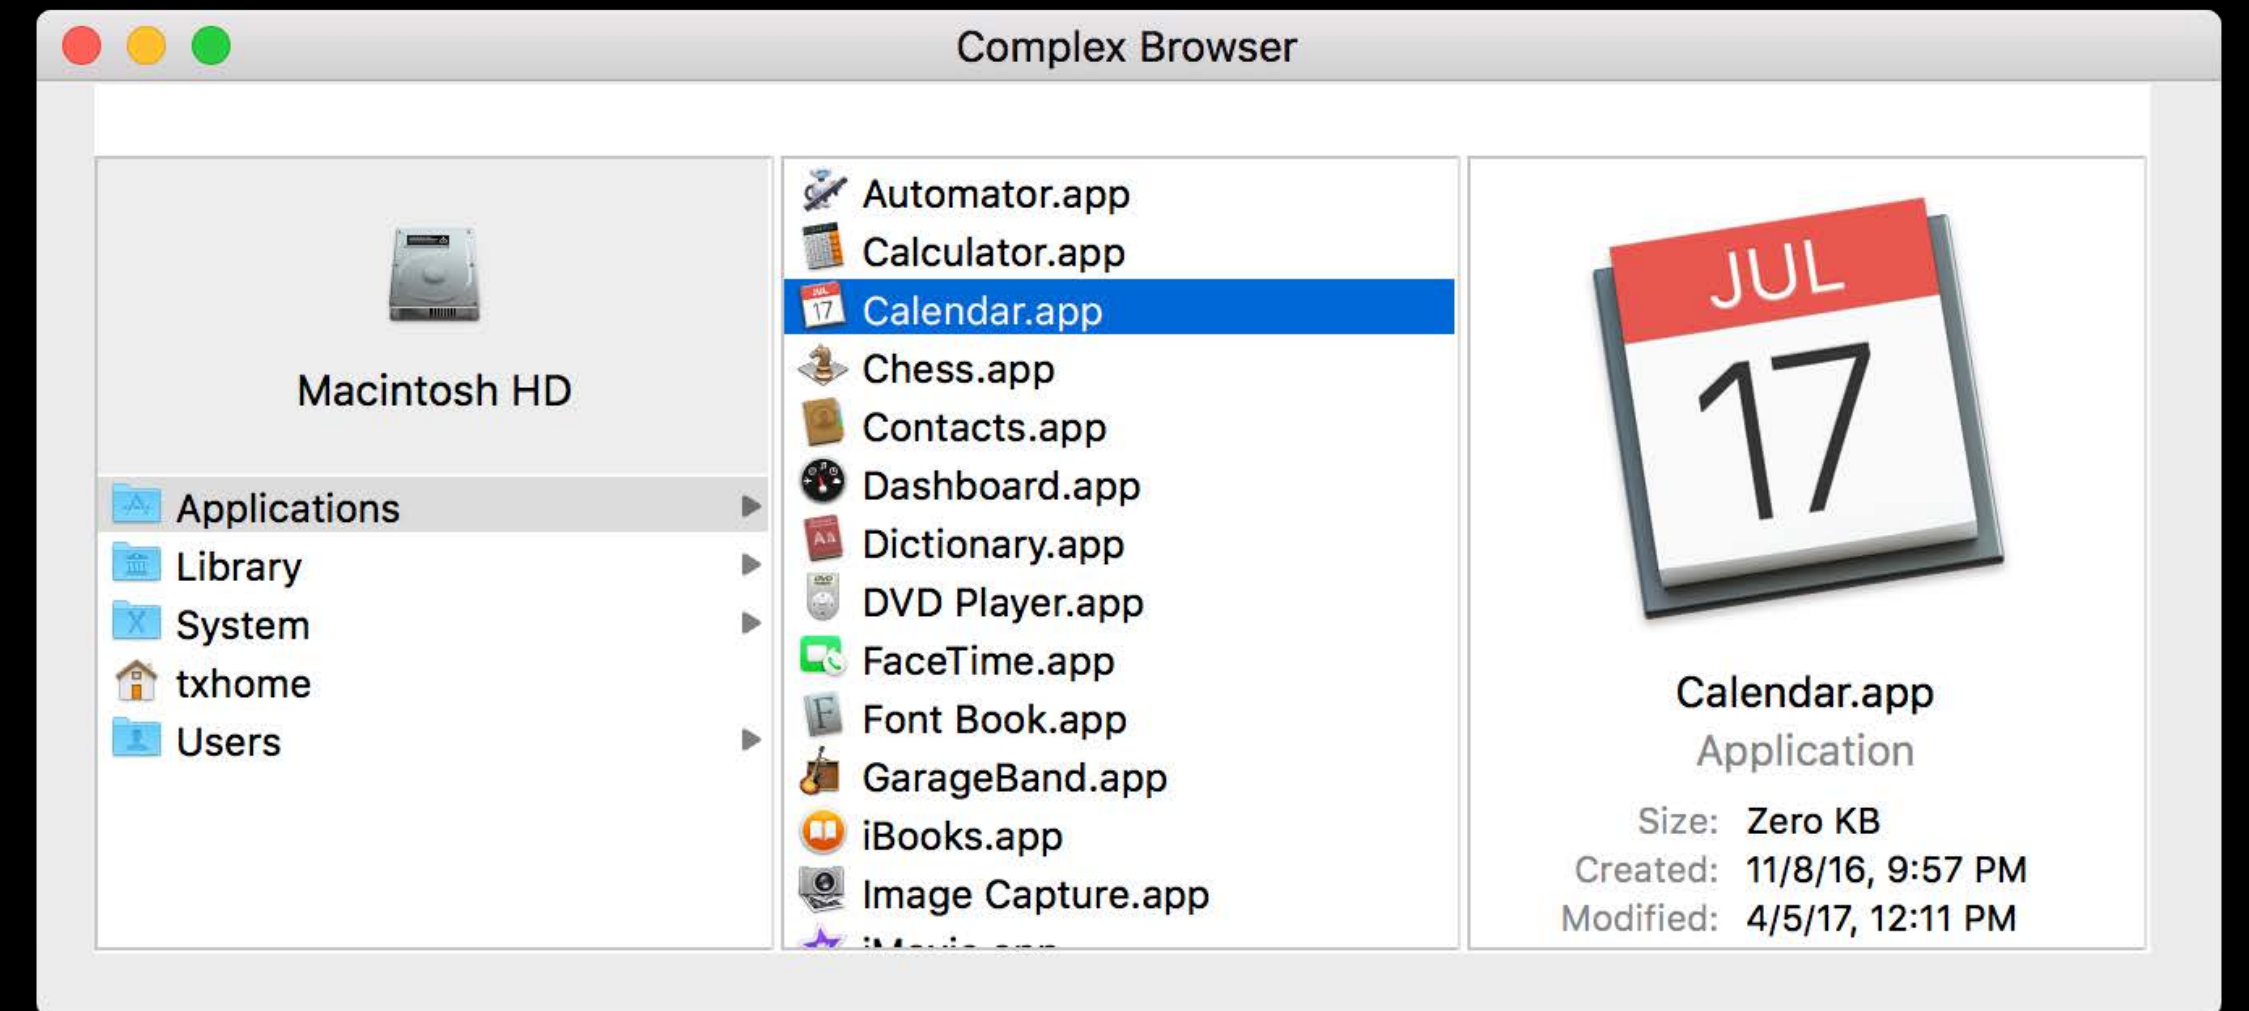 Complex Browser
Macintosh HD
Applications
Library
System
txhome
Users
Automator.app
Calculator.app
Calendar.app
Chess.app
Contacts.app
Dashboard.app
Dictionary.app
DVD Player.app
FaceTime.app
Font Book.app
GarageBand.app
iBooks.app
Image Capture.app
JUL
17
Calendar.app
Application
Size: Zero KB
Created: 11/8/16, 9:57 PM
Modified: 4/5/17, 12:11 PM